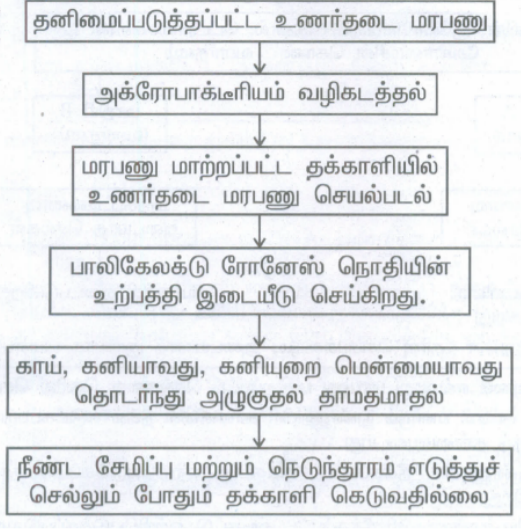 தனிமைப்படுத்தப்பட்ட உணர்தடை மரபணு
அக்ரோபாக்டீரியம் வழிகடத்தல்
மரபணு மாற்றப்பட்ட தக்காளியில்
உணர்தடை மரபணு செயல்படல்
பாலிகேலக்டு ரோனேஸ் நொதியின்
உற்பத்தி இடையீடு செய்கிறது.
காய், கனியாவது, கனியுறை மென்மையாவது
தொடர்ந்து அழுகுதல் தாமதமாதல்
நீண்ட சேமிப்பு மற்றும் நெடுந்தூரம் எடுத்துச்
செல்லும் போதும் தக்காளி கெடுவதில்லை